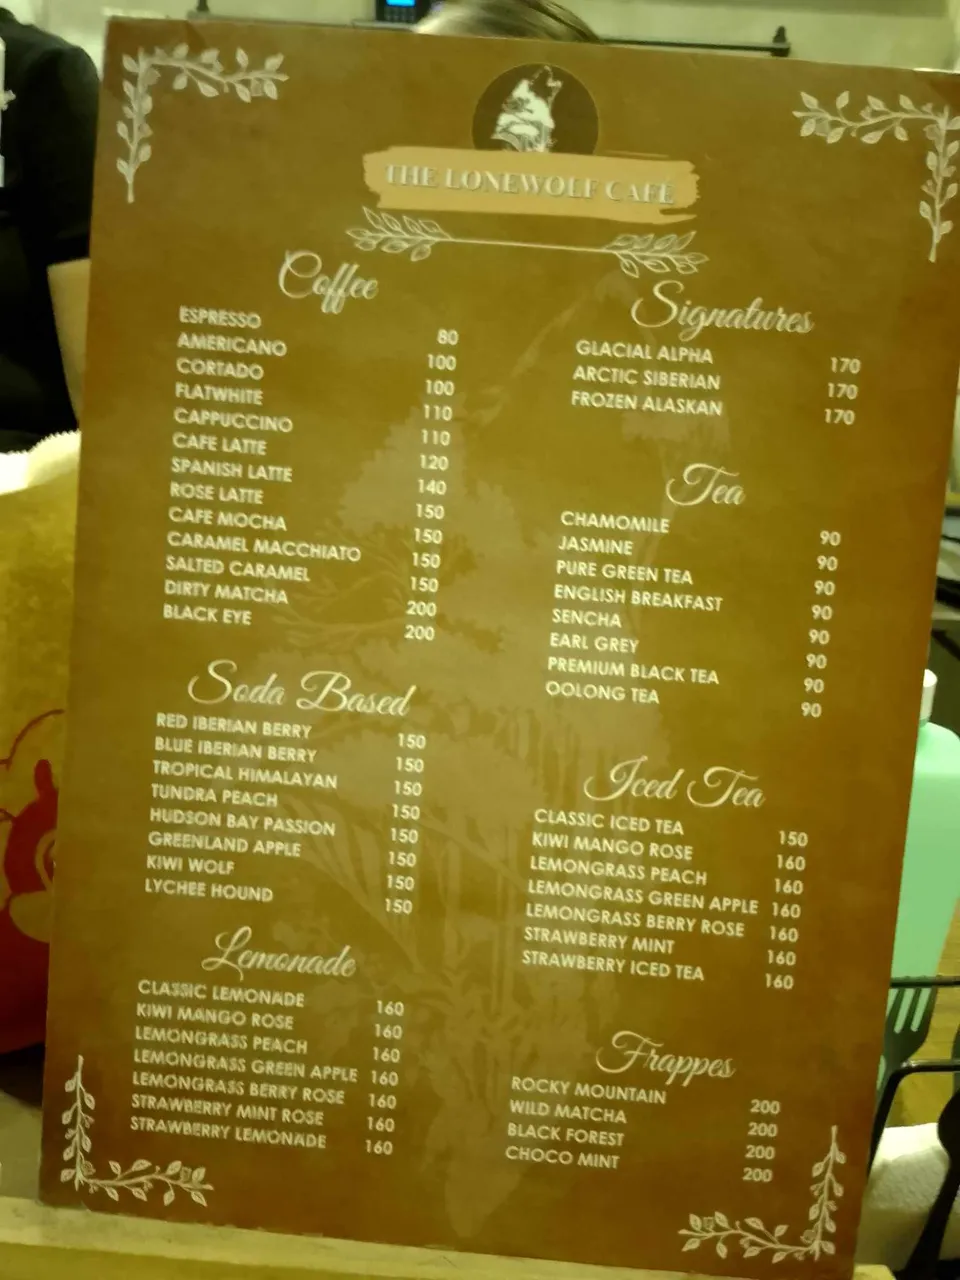 THE LONEWOLF CAFE
Coffee
ESPRESSO 80
AMERICANO 100
CORTADO 100
FLATWHITE 110
CAPPUCCINO 110
CAFE LATTE 120
SPANISH LATTE 140
ROSE LATTE 150
CAFE MOCHA 150
CARAMEL MACCHIATO 150
SALTED CARAMEL 150
DIRTY MATCHA 200
BLACK EYE 200
Soda Based
RED IBERIAN BERRY 150
BLUE IBERIAN BERRY 150
TROPICAL HIMALAYAN 150
TUNDRA PEACH 150
HUDSON BAY PASSION 150
GREENLAND APPLE 150
KIWI WOLF 150
LYCHEE HOUND 150
Lemonade
CLASSIC LEMONADE 160
KIWI MANGO ROSE 160
LEMONGRASS PEACH 160
LEMONGRASS GREEN APPLE 160
LEMONGRASS BERRY ROSE 160
STRAWBERRY MINT ROSE 160
STRAWBERRY LEMONADE 160
Signatures
GLACIAL ALPHA 170
ARCTIC SIBERIAN 170
FROZEN ALASKAN 170
Tea
CHAMOMILE 90
JASMINE 90
PURE GREEN TEA 90
ENGLISH BREAKFAST 90
SENCHA 90
EARL GREY 90
PREMIUM BLACK TEA 90
OOLONG TEA 90
Iced Tea
CLASSIC ICED TEA 150
KIWI MANGO ROSE 160
LEMONGRASS PEACH 160
LEMONGRASS GREEN APPLE 160
LEMONGRASS BERRY ROSE 160
STRAWBERRY MINT 160
STRAWBERRY ICED TEA 160
Frappes
ROCKY MOUNTAIN 200
WILD MATCHA 200
BLACK FOREST 200
CHOCO MINT 200